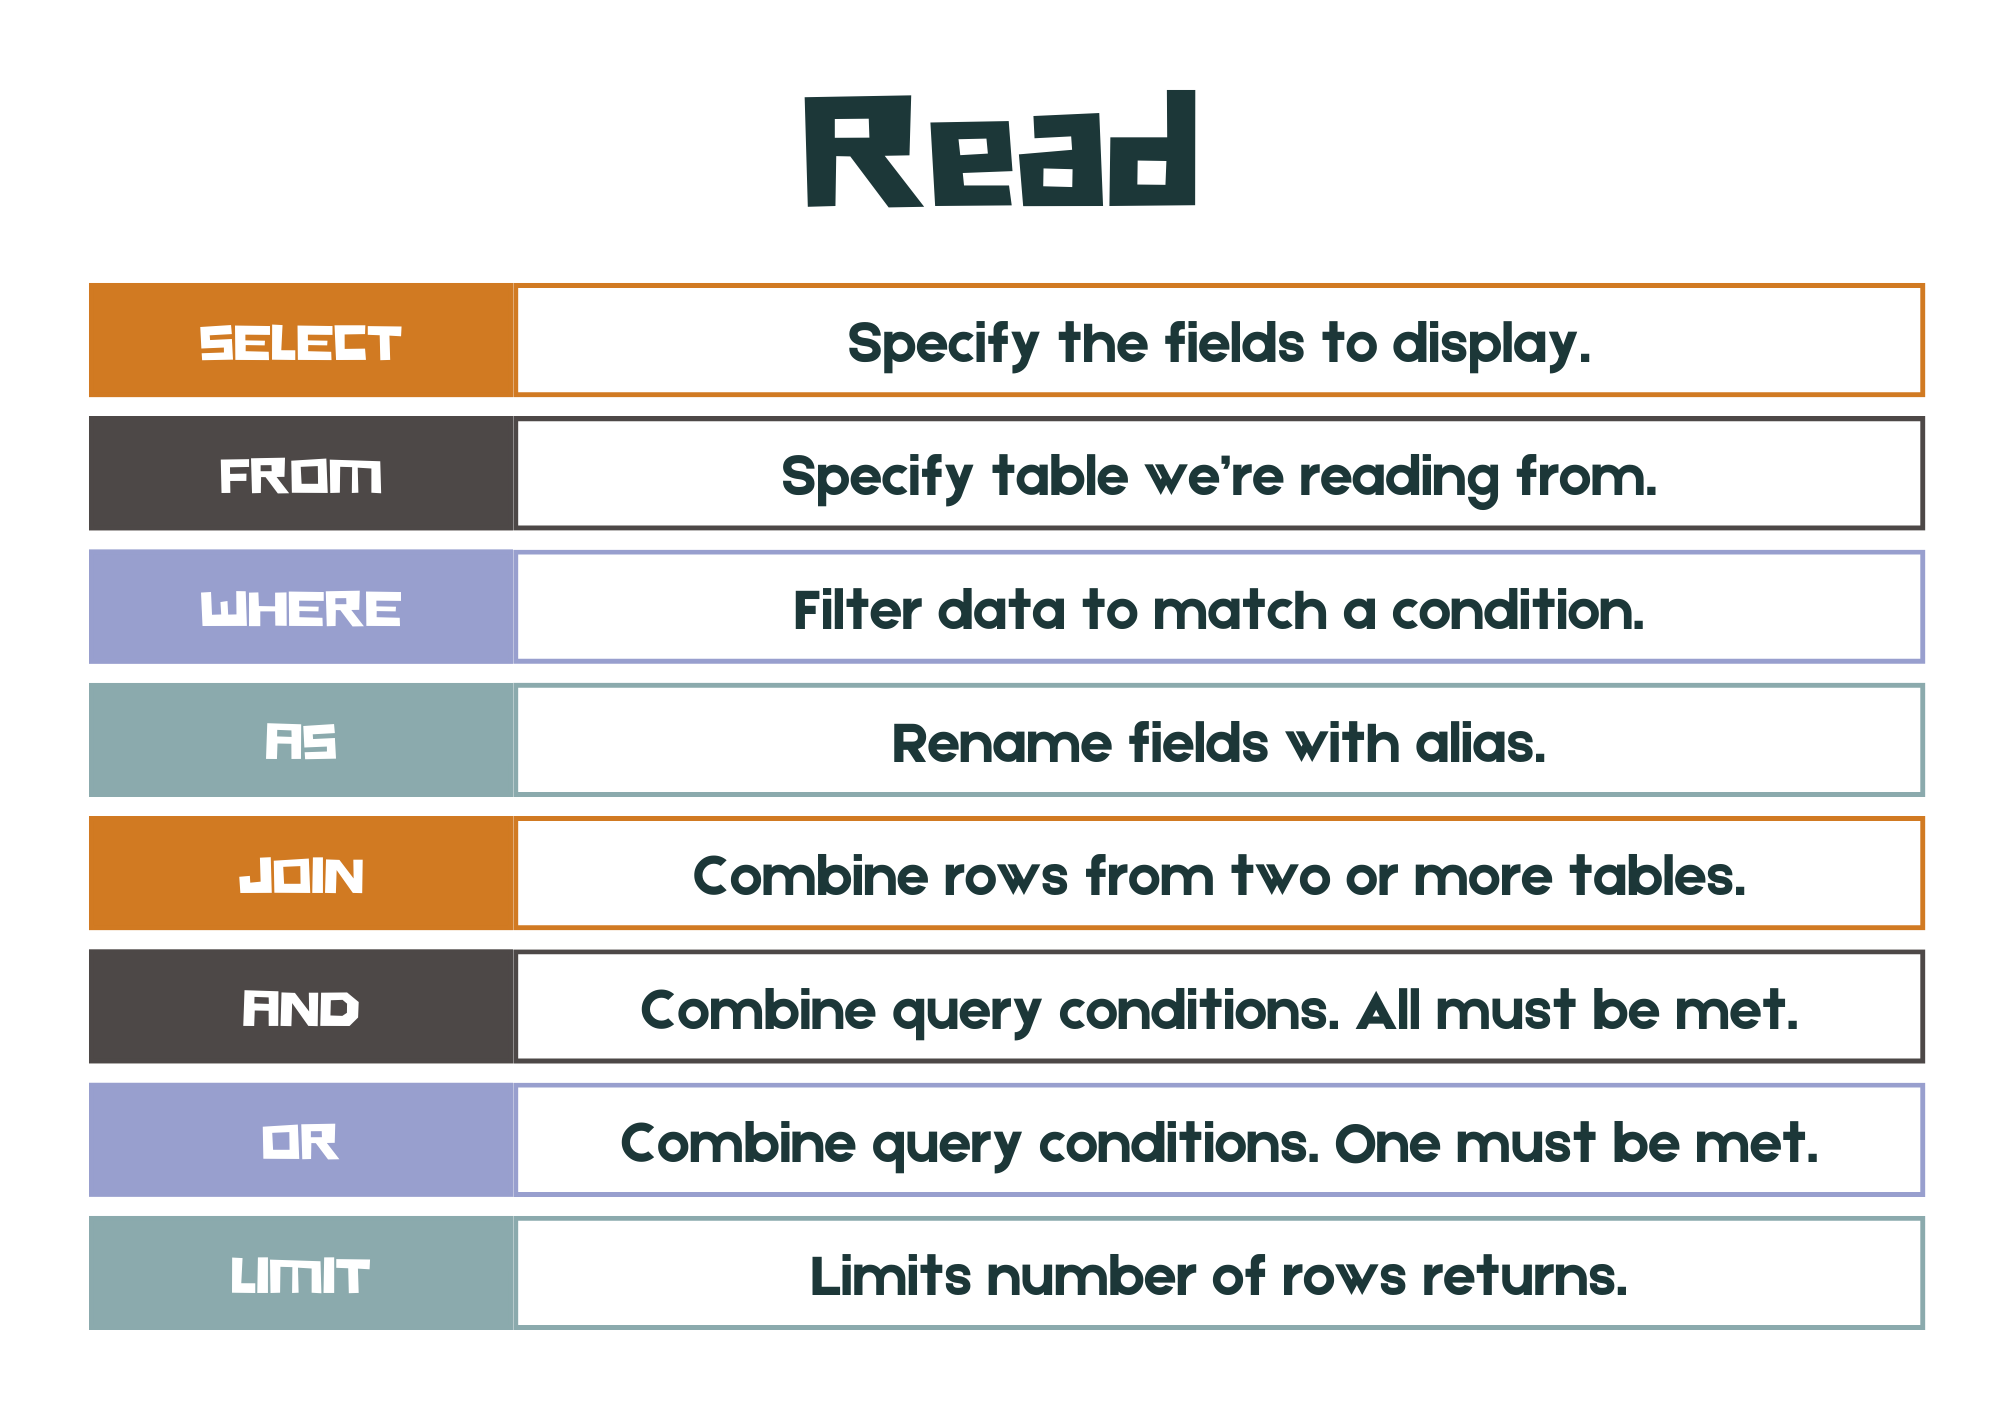 Read
SELECT Specify the fields to display.
FROM Specify table we're reading from.
WHERE Filter data to match a condition.
AS Rename fields with alias.
JOIN Combine rows from two or more tables.
AND Combine query conditions. All must be met.
OR Combine query conditions. One must be met.
LIMIT Limits number of rows returns.